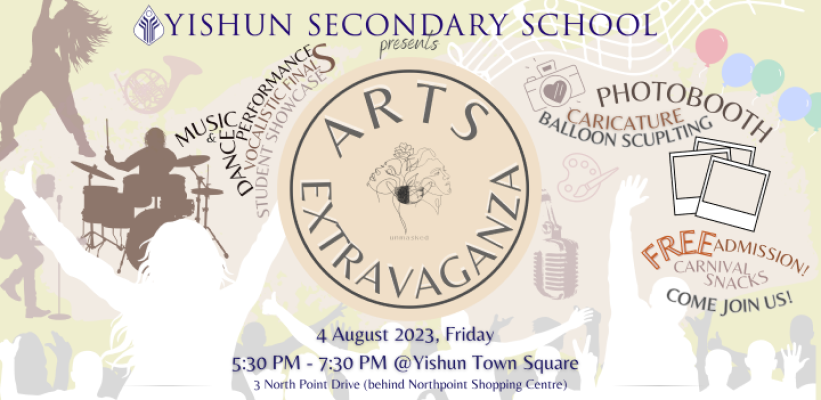 YISHUN SECONDARY SCHOOL
presents
MUSIC
&
DANCE
PERFORMANCES
VOCALISTIC FINALS
STUDENT SHOWCASE
ARTS
EXTRAVAGANZA
PHOTOBOOTH
CARICATURE
BALLOON SCUPLTING
FREE ADMISSION!
CARNIVAL
SNACKS
COME JOIN US!
4 August 2023, Friday
5:30 PM - 7:30 PM @Yishun Town Square
3 North Point Drive (behind Northpoint Shopping Centre)